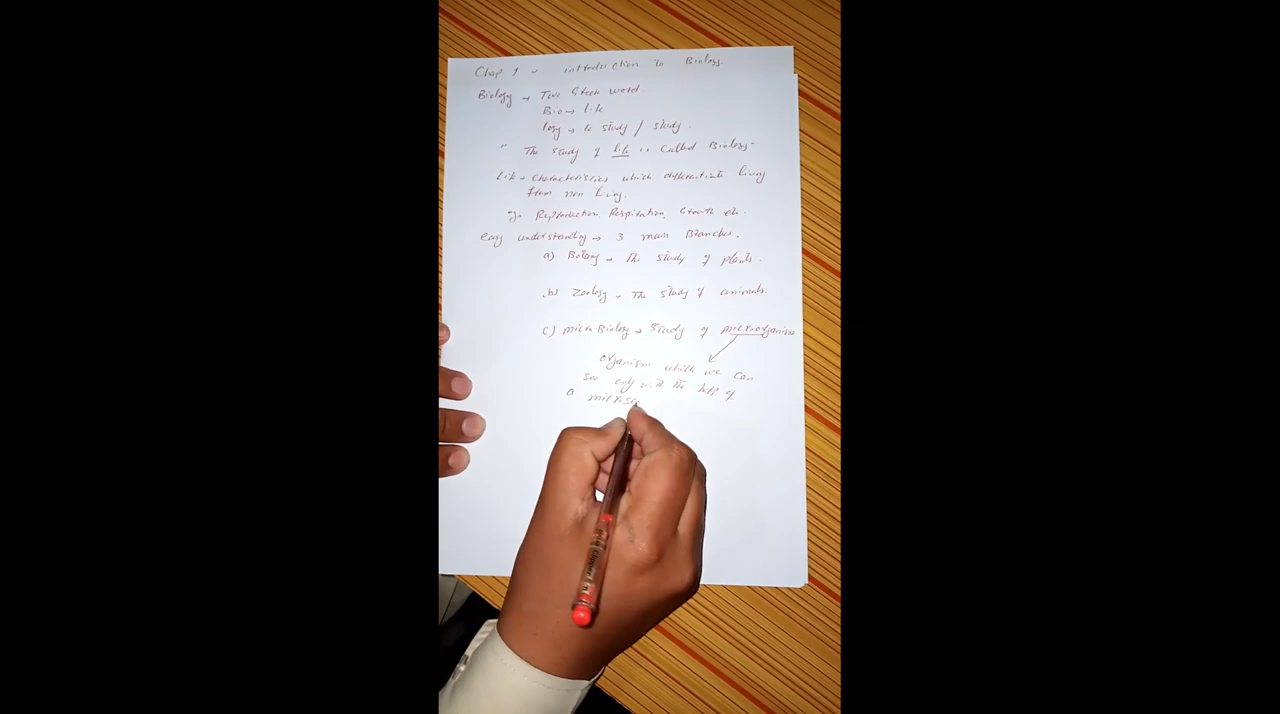 Chap 1 → introduction to Biology.
Biology → Two Greek word.
Bio → life
logy → to study / study.
" The study of life is called Biology-
Life → characteristics which differentiate living
from non living.
Reproduction Respiration, Growth etc.
easy understanding → 3 main Branches.
a) Botany → The study of plants.
b) Zoology → The study of animals.
c) micro Biology → study of microorganism
organism which we can
see only with the help of
a microsc